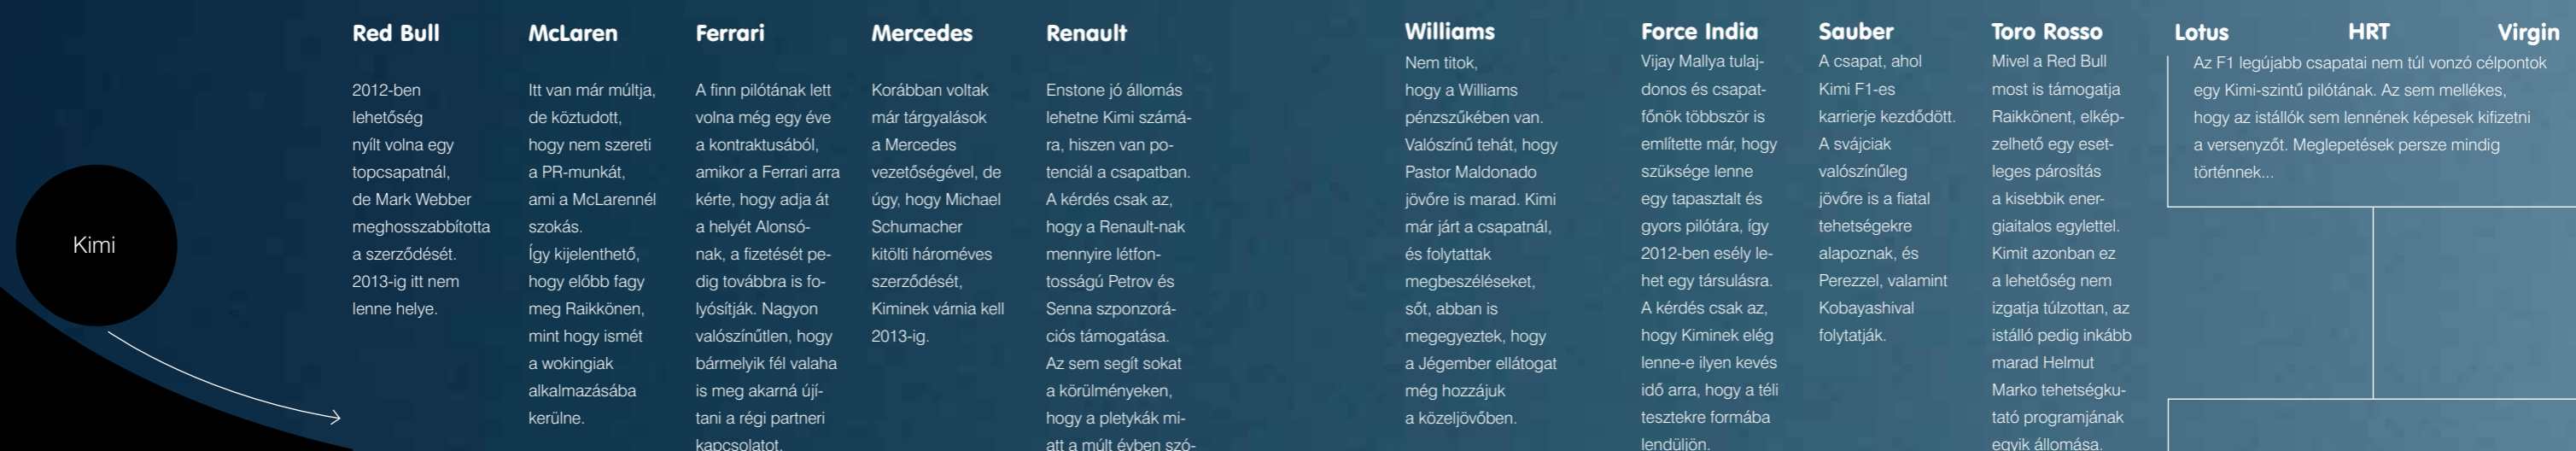 Kimi
Red Bull
2012-ben
lehetőség
nyílt volna egy
topcsapatnál,
de Mark Webber
meghosszabbította
a szerződését.
2013-ig itt nem
lenne helye.
McLaren
Itt van már múltja,
de köztudott,
hogy nem szereti
a PR-munkát,
ami a McLarennél
szokás.
Így kijelenthető,
hogy előbb fagy
meg Raikkönen,
mint hogy ismét
a wokingiak
alkalmazásába
kerülne.
Ferrari
A finn pilótának lett
volna még egy éve
a kontraktusából,
amikor a Ferrari arra
kérte, hogy adja át
a helyét Alonsó-
nak, a fizetését pe-
dig továbbra is fo-
lyósítják. Nagyon
valószínűtlen, hogy
bármelyik fél valaha
is meg akarná újí-
tani a régi partneri
kapcsolatot.
Mercedes
Korábban voltak
már tárgyalások
a Mercedes
vezetőségével, de
úgy, hogy Michael
Schumacher
kitölti hároméves
szerződését,
Kiminek várnia kell
2013-ig.
Renault
Enstone jó állomás
lehetne Kimi számá-
ra, hiszen van po-
tenciál a csapatban.
A kérdés csak az,
hogy a Renault-nak
mennyire létfon-
tosságú Petrov és
Senna szponzorá-
ciós támogatása.
Az sem segít sokat
a körülményeken,
hogy a pletykák mi-
att a múlt évben szó-
Williams
Nem titok,
hogy a Williams
pénzszűkében van.
Valószínű tehát, hogy
Pastor Maldonado
jövőre is marad. Kimi
már járt a csapatnál,
és folytattak
megbeszéléseket,
sőt, abban is
megegyeztek, hogy
a Jégember ellátogat
még hozzájuk
a közeljövőben.
Force India
Vijay Mallya tulaj-
donos és csapat-
főnök többször is
említette már, hogy
szüksége lenne
egy tapasztalt és
gyors pilótára, így
2012-ben esély le-
het egy társulásra.
A kérdés csak az,
hogy Kiminek elég
lenne-e ilyen kevés
idő arra, hogy a téli
tesztekre formába
lendüljön.
Sauber
A csapat, ahol
Kimi F1-es
karrierje kezdődött.
A svájciak
valószínűleg
jövőre is a fiatal
tehetségekre
alapoznak, és
Perezzel, valamint
Kobayashival
folytatják.
Toro Rosso
Mivel a Red Bull
most is támogatja
Raikkönent, elkép-
zelhető egy eset-
leges párosítás
a kisebbik ener-
giaitalos egylettel.
Kimit azonban ez
a lehetőség nem
izgatja túlzottan, az
istálló pedig inkább
marad Helmut
Marko tehetségku-
tató programjának
egyik állomása.
Lotus HRT Virgin
Az F1 legújabb csapatai nem túl vonzó célpontok
egy Kimi-szintű pilótának. Az sem mellékes,
hogy az istállók sem lennének képesek kifizetni
a versenyzőt. Meglepetések persze mindig
történnek...